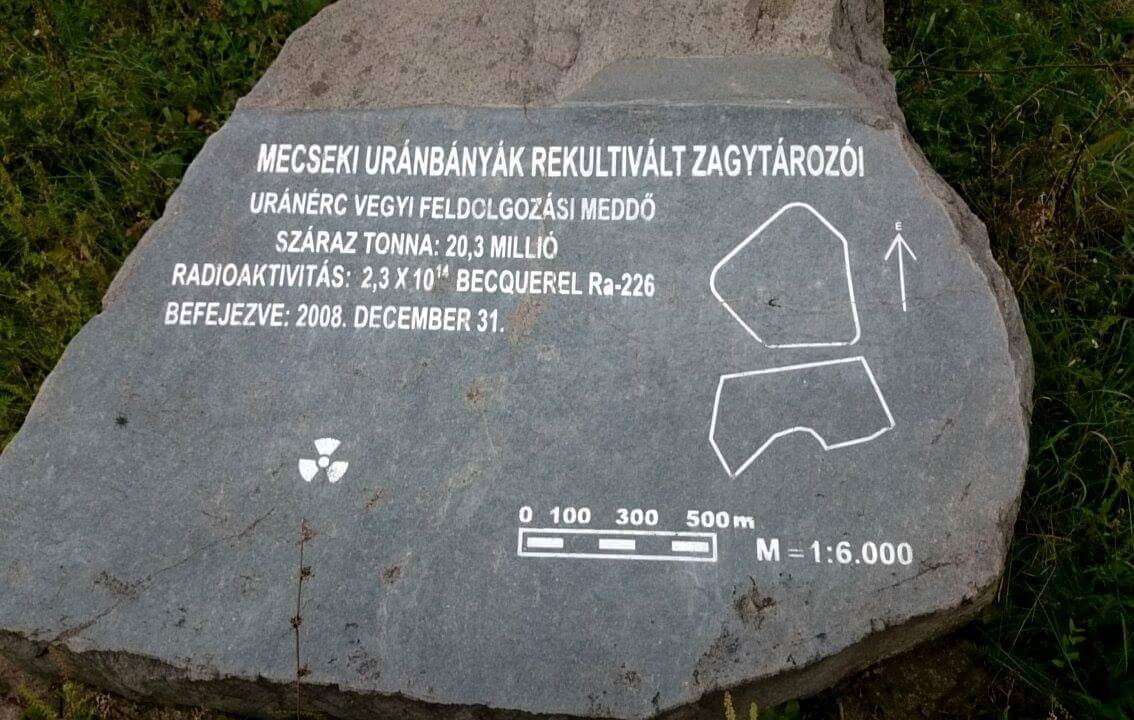 MECSEKI URÁNBÁNYÁK REKULTIVÁLT ZAGYTÁROZÓI
URÁNÉRC VEGYI FELDOLGOZÁSI MEDDŐ
SZÁRAZ TONNA: 20,3 MILLIÓ
RADIOAKTIVITÁS: 2,3 X 10¹⁴ BECQUEREL Ra-226
BEFEJEZVE: 2008. DECEMBER 31.
É
0 100 300 500m
M = 1:6.000